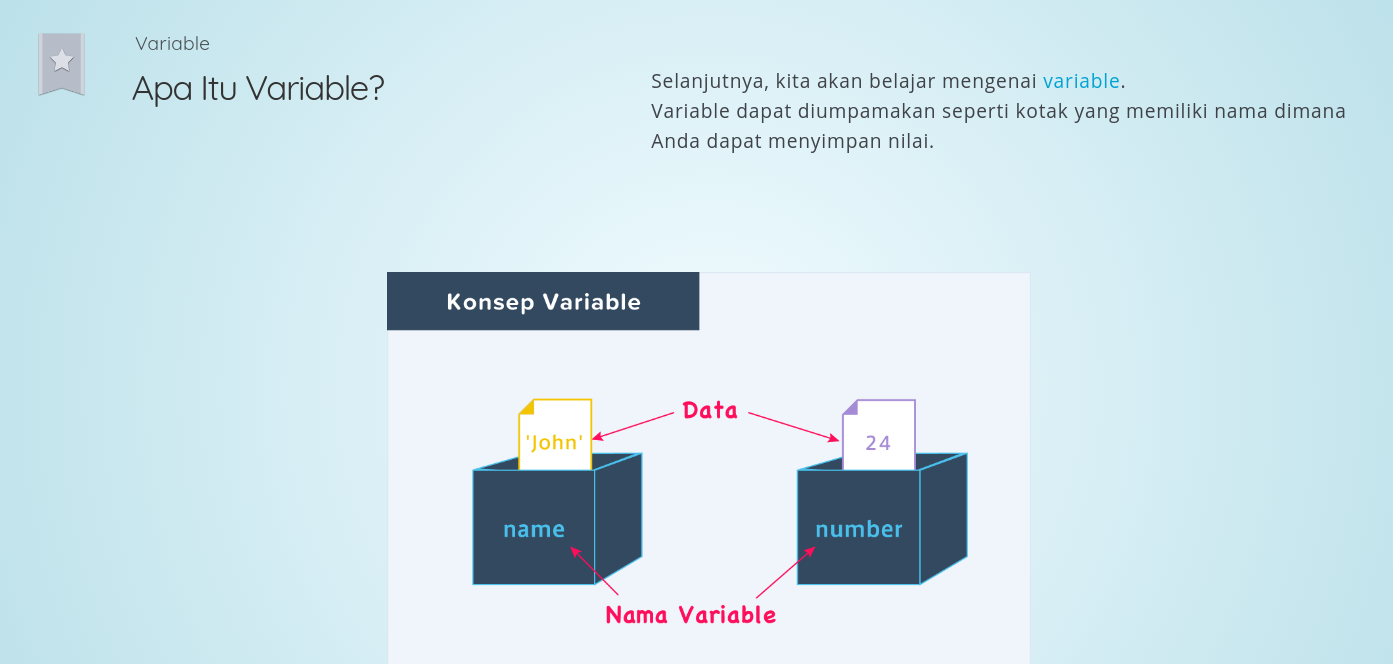 Variable
Apa Itu Variable?
Selanjutnya, kita akan belajar mengenai variable.
Variable dapat diumpamakan seperti kotak yang memiliki nama dimana
Anda dapat menyimpan nilai.
Konsep Variable
Data
'John'
24
name
number
Nama Variable